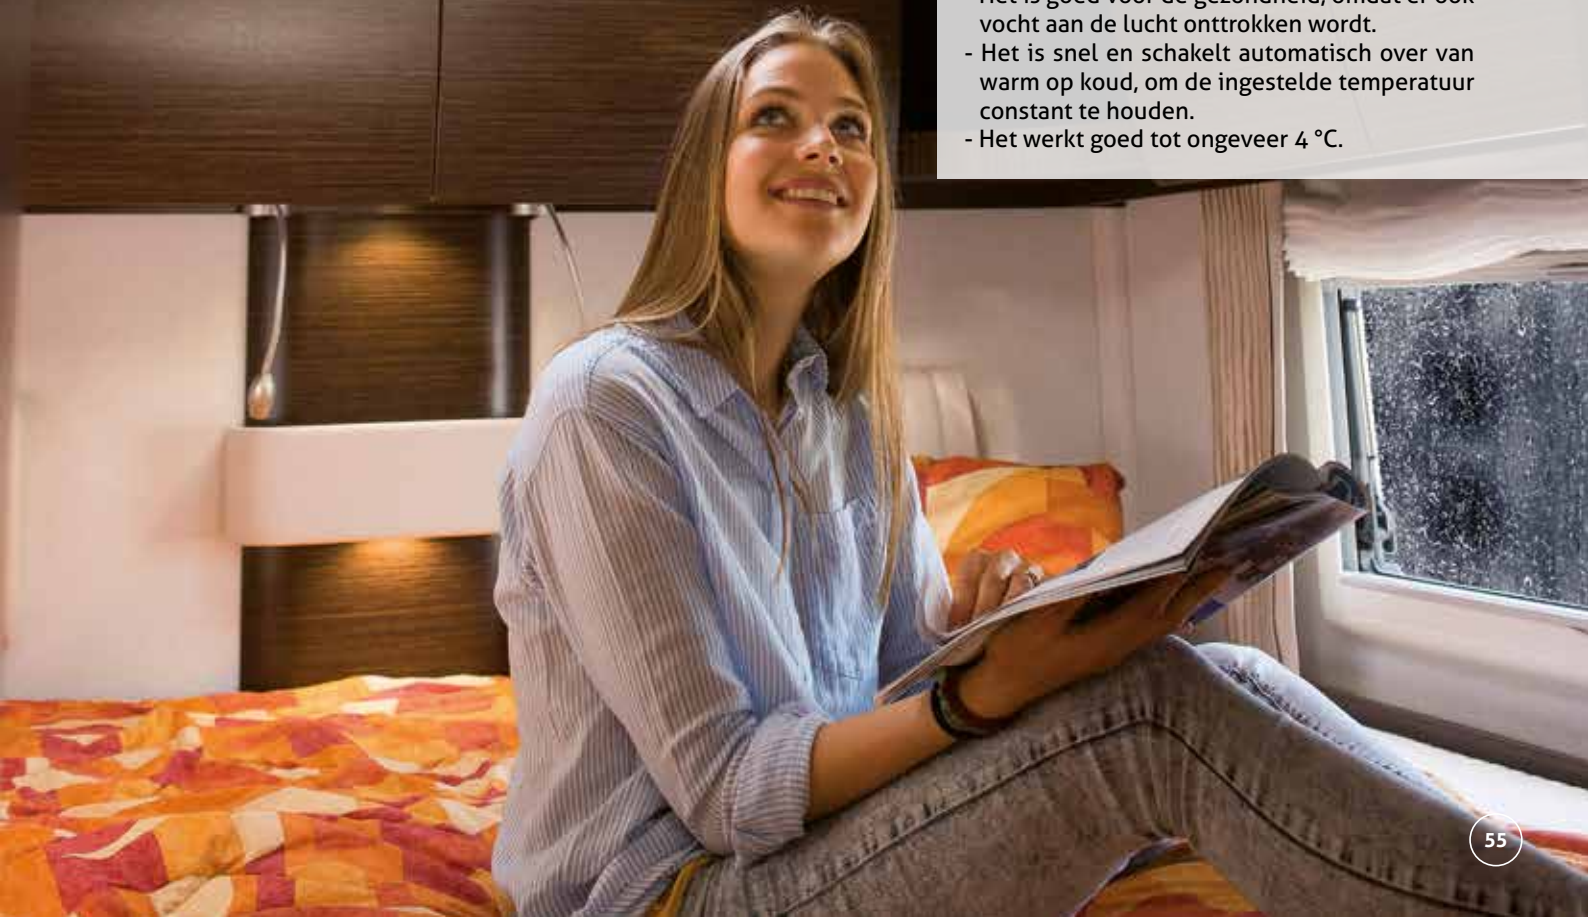 vocht aan de lucht onttrokken wordt.
- Het is snel en schakelt automatisch over van
warm op koud, om de ingestelde temperatuur
constant te houden.
- Het werkt goed tot ongeveer 4 °C.
55